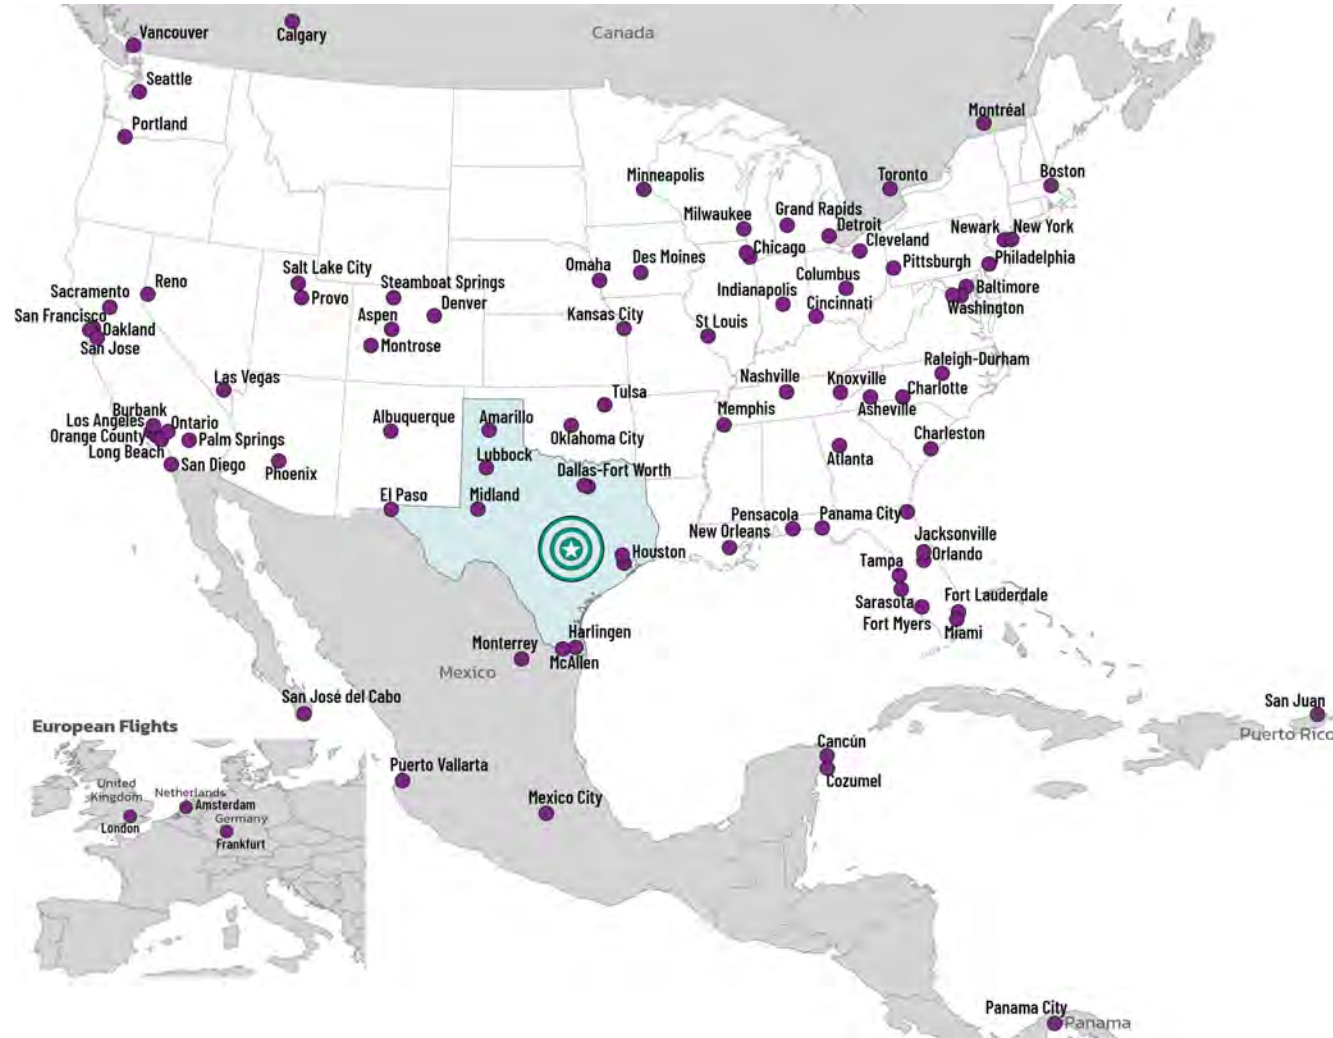 Vancouver
Calgary
Canada
Seattle
Portland
Montréal
Minneapolis
Toronto
Boston
Milwaukee
Grand Rapids
Detroit
Newark
New York
Chicago
Cleveland
Philadelphia
Pittsburgh
Des Moines
Omaha
Columbus
Indianapolis
Cincinnati
Baltimore
Washington
Salt Lake City
Provo
Steamboat Springs
Denver
Aspen
Montrose
Reno
Sacramento
San Francisco
Oakland
San Jose
Kansas City
St Louis
Las Vegas
Raleigh-Durham
Nashville
Knoxville
Charlotte
Asheville
Tulsa
Memphis
Burbank
Los Angeles
Ontario
Orange County
Palm Springs
Long Beach
San Diego
Phoenix
Albuquerque
Amarillo
Oklahoma City
Charleston
Atlanta
Lubbock
Dallas-Fort Worth
El Paso
Midland
Pensacola
Panama City
New Orleans
Houston
Jacksonville
Orlando
Tampa
Sarasota
Fort Lauderdale
Fort Myers
Miami
Harlingen
Monterrey
McAllen
Mexico
San José del Cabo
San Juan
Puerto Rico
Cancún
Cozumel
Puerto Vallarta
Mexico City
European Flights
United
Kingdom
Netherlands
Amsterdam
Germany
London
Frankfurt
Panama City
Panama